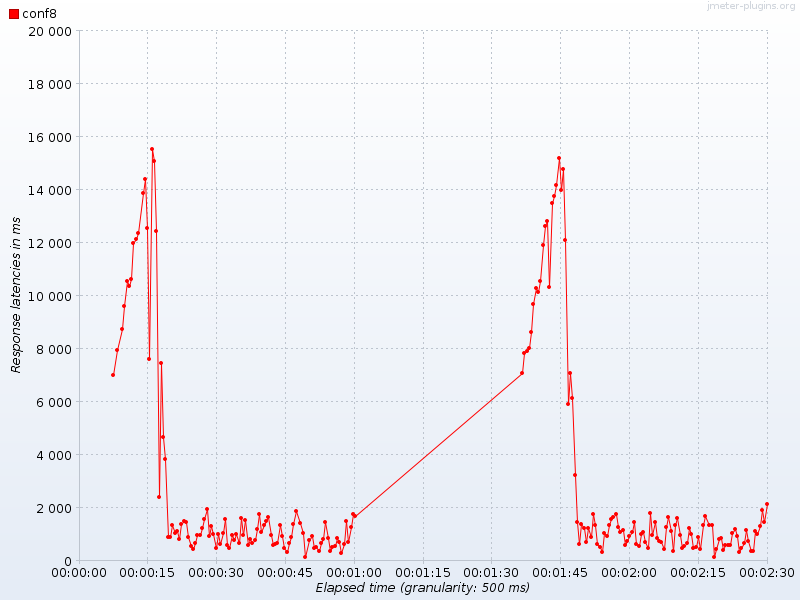 jmeter-plugins.org
conf8
20 000
18 000
16 000
14 000
12 000
10 000
8 000
6 000
4 000
2 000
0
Response latencies in ms
00:00:00 00:00:15 00:00:30 00:00:45 00:01:00 00:01:15 00:01:30 00:01:45 00:02:00 00:02:15 00:02:30
Elapsed time (granularity: 500 ms)